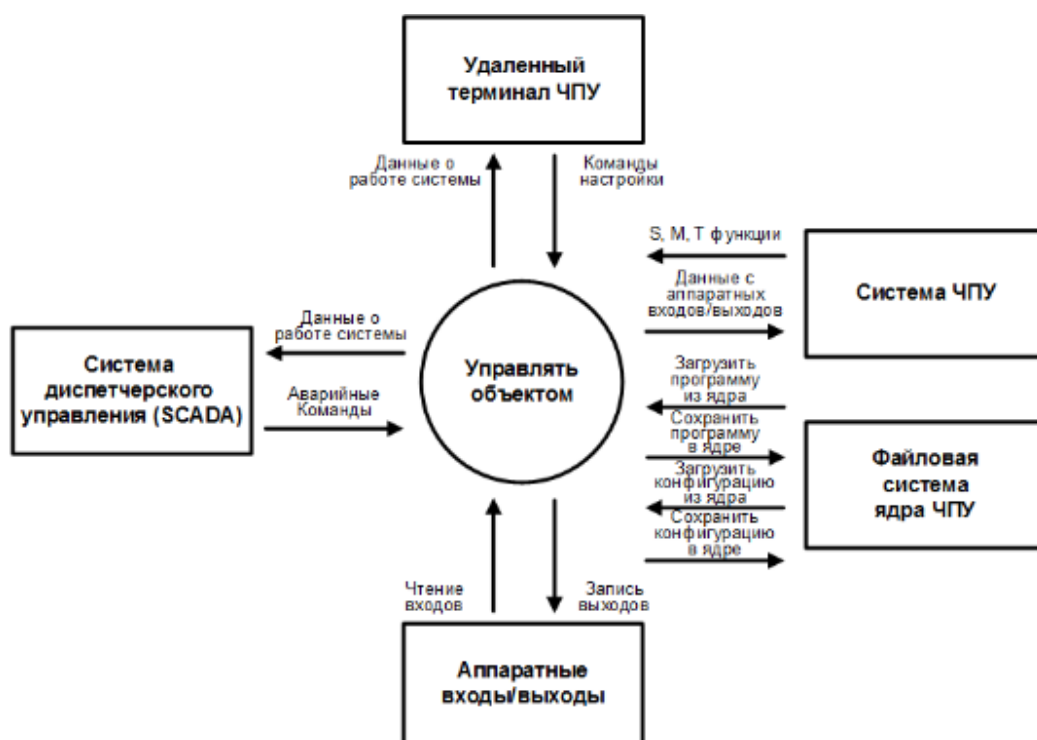 Удаленный
терминал ЧПУ
Данные о
работе системы
Команды
настройки
S, M, T функции
Данные с
аппаратных
входов/выходов
Система ЧПУ
Данные о
работе системы
Система
диспетчерского
управления (SCADA)
Аварийные
Команды
Управлять
объектом
Загрузить
программу
из ядра
Сохранить
программу
в ядре
Загрузить
конфигурацию
из ядра
Сохранить
конфигурацию
в ядре
Файловая
система
ядра ЧПУ
Чтение
входов
Запись
выходов
Аппаратные
входы/выходы